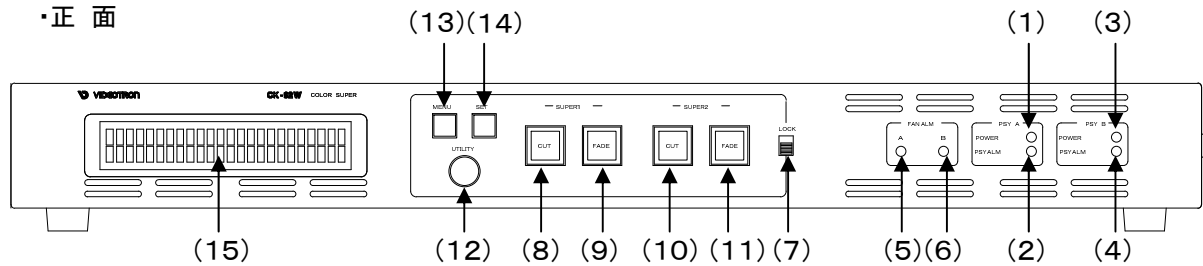 ・正 面
(13)(14) (1) (3)
VIDEOTRON CK-82W COLOR SUPER
MENU SET SUPER1 SUPER2
LOCK
FAN ALM PSY A PSY B
A B POWER POWER
PSY ALM PSY ALM
CUT FADE CUT FADE
UTILITY
(15) (12) (8) (9) (10) (11) (7) (5)(6) (2) (4)